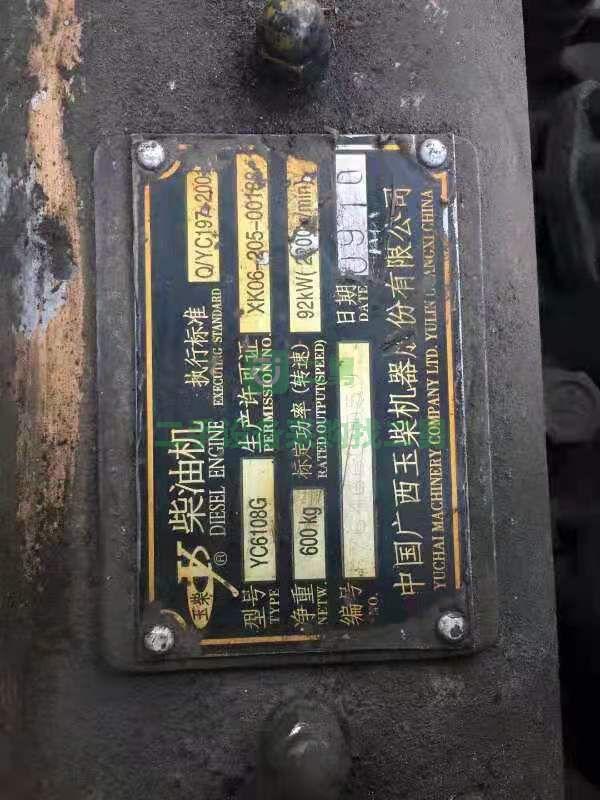 玉柴
® 柴油机
DIESEL ENGINE
执行标准
EXECUTING STANDARD
型号
TYPE
YC6108G
生产许可证
PERMISSION NO.
XK06-205-00188
净重
NETW.
600kg
标定功率(转速)
RATED OUTPUT(SPEED)
92kW(2200r/min)
编号
NO.
日期
DATE
0910
中国广西玉柴机器股份有限公司
YUCHAI MACHINERY COMPANY LTD. YULIN GUANGXI CHINA